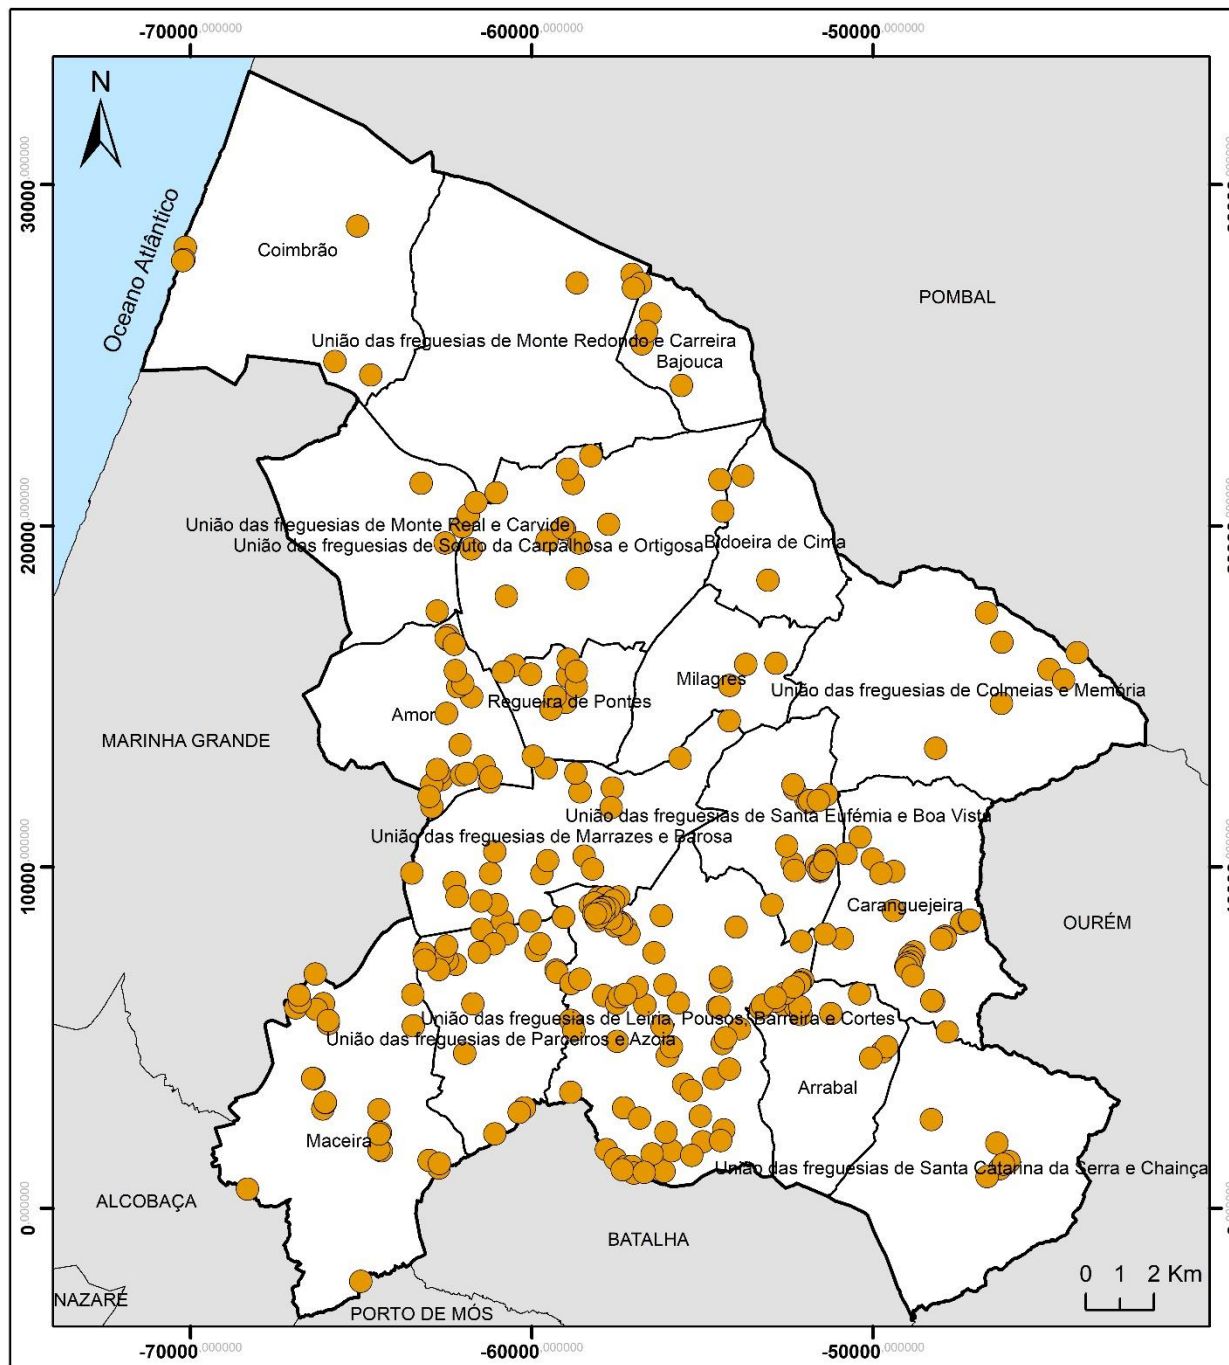 -70000.000000 -60000.000000 -50000.000000
N
30000.000000
Oceano Atlântico
Coimbrão
POMBAL
União das freguesias de Monte Redondo e Carreira
Bajouca
20000.000000
União das freguesias de Monte Real e Carvide
União das freguesias de Souto da Carpalhosa e Ortigosa
Bidoeira de Cima
Milagres
União das freguesias de Colmeias e Memória
Regueira de Pontes
Amor
MARINHA GRANDE
União das freguesias de Santa Eufémia e Boa Vista
União das freguesias de Marrazes e Barosa
10000.000000
Caranguejeira
OURÉM
União das freguesias de Leiria, Pousos, Barreira e Cortes
União das freguesias de Parceiros e Azoia
Arrabal
Maceira
União das freguesias de Santa Catarina da Serra e Chainça
ALCOBAÇA
0.000000
BATALHA
0 1 2 Km
NAZARÉ
PORTO DE MÓS
-70000.000000 -60000.000000 -50000.000000